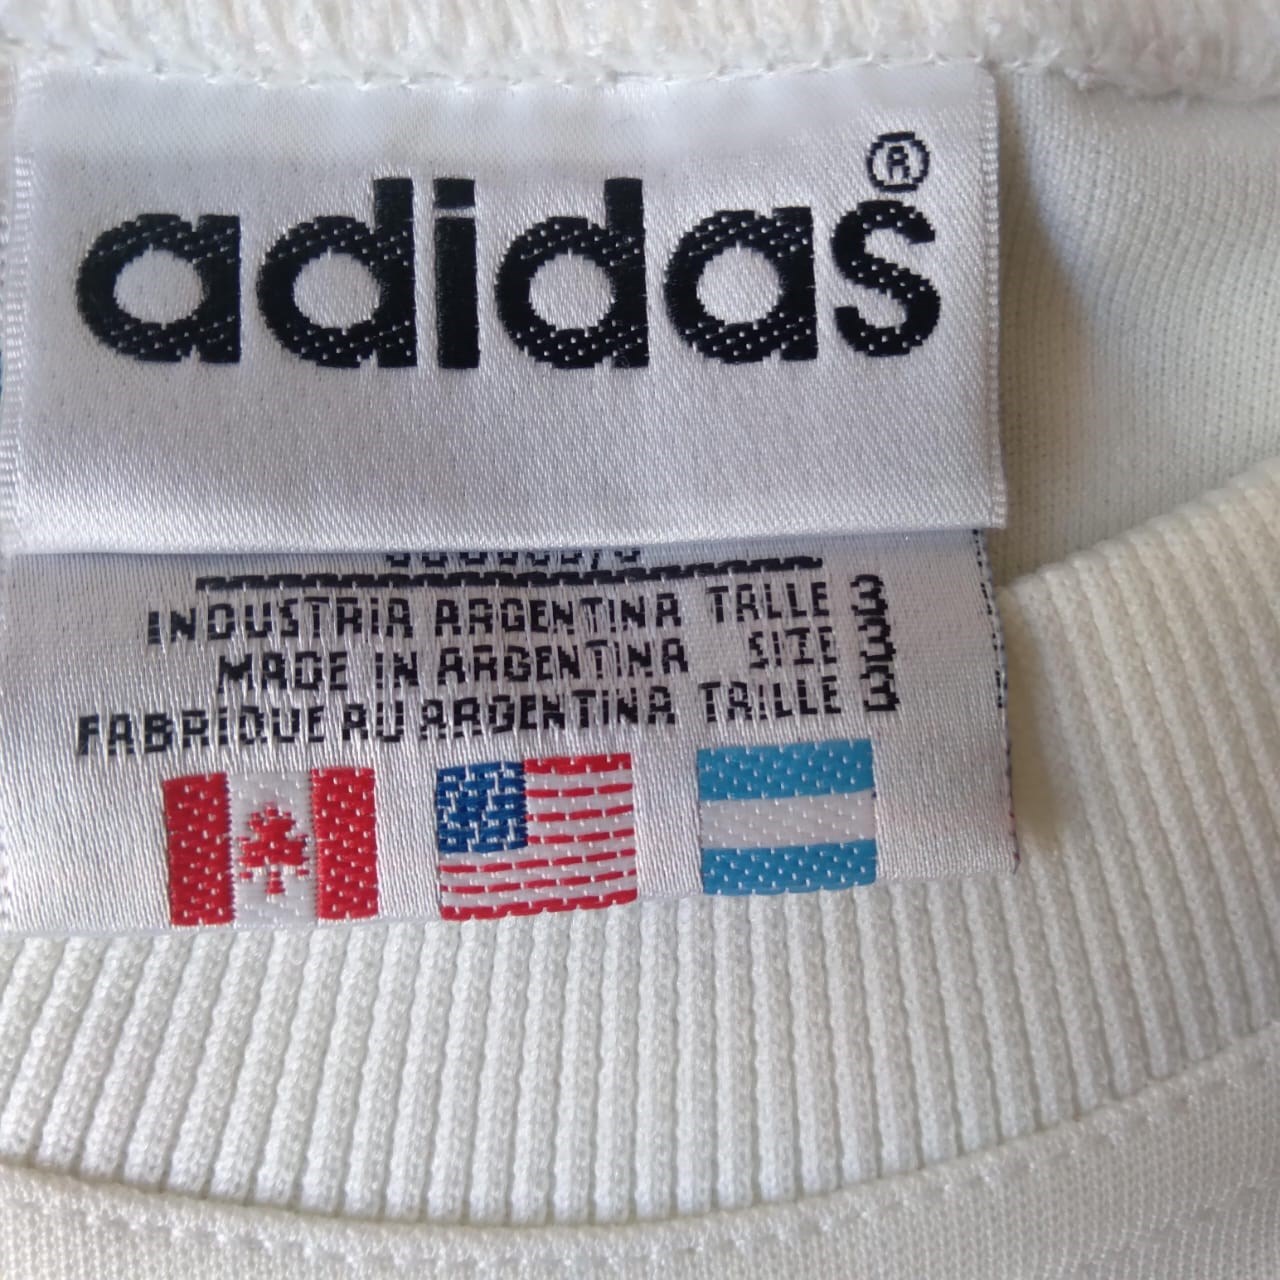 adidas®
INDUSTRIA ARGENTINA TALLE 3
MADE IN ARGENTINA SIZE 3
FABRIQUE AU ARGENTINA TAILLE 3